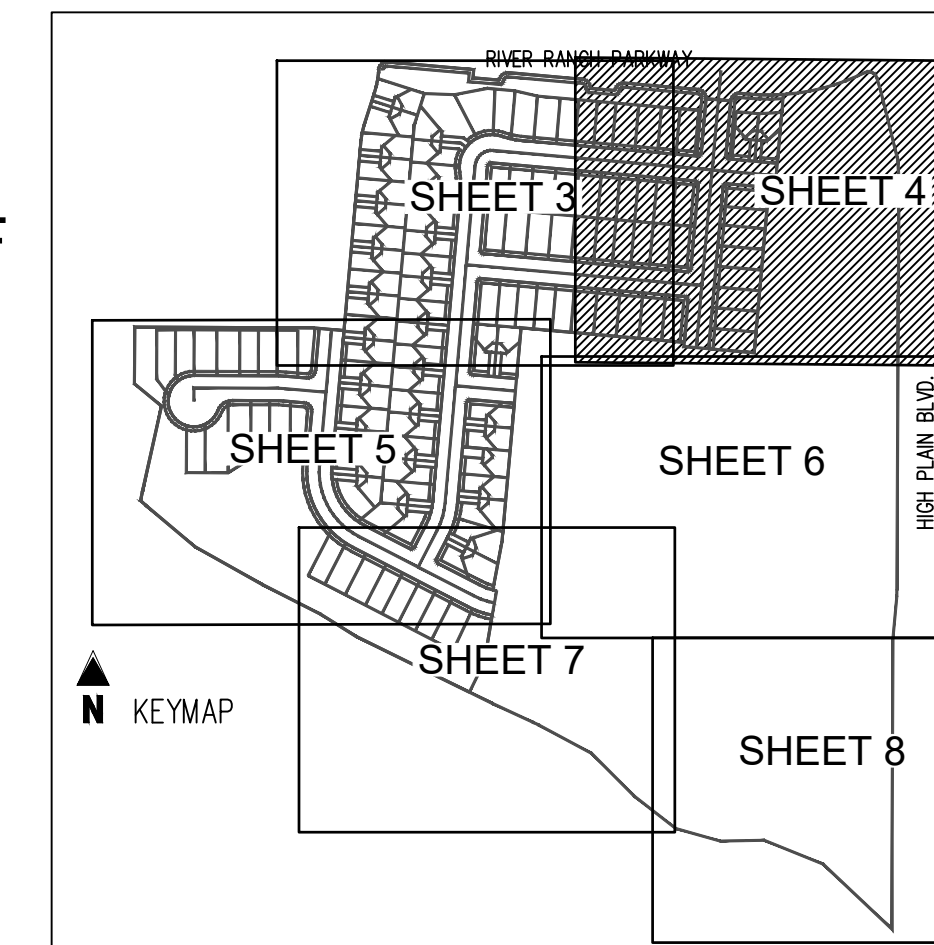 RIVER RANCH PARKWAY
SHEET 3
SHEET 4
SHEET 5
SHEET 6
HIGH PLAIN BLVD.
SHEET 7
N KEYMAP
SHEET 8